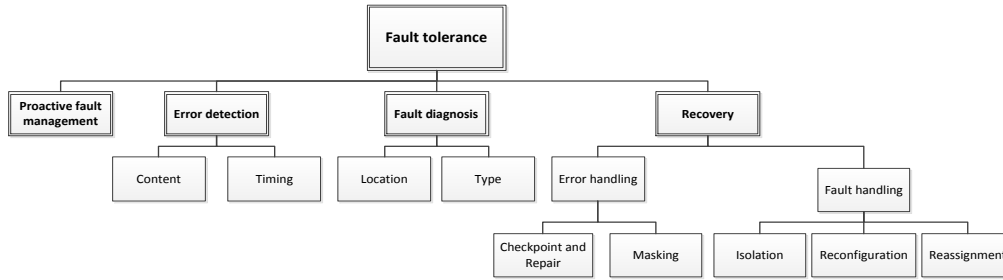 Fault tolerance
Proactive fault
management
Error detection
Fault diagnosis
Recovery
Content
Timing
Location
Type
Error handling
Fault handling
Checkpoint and
Repair
Masking
Isolation
Reconfiguration
Reassignment